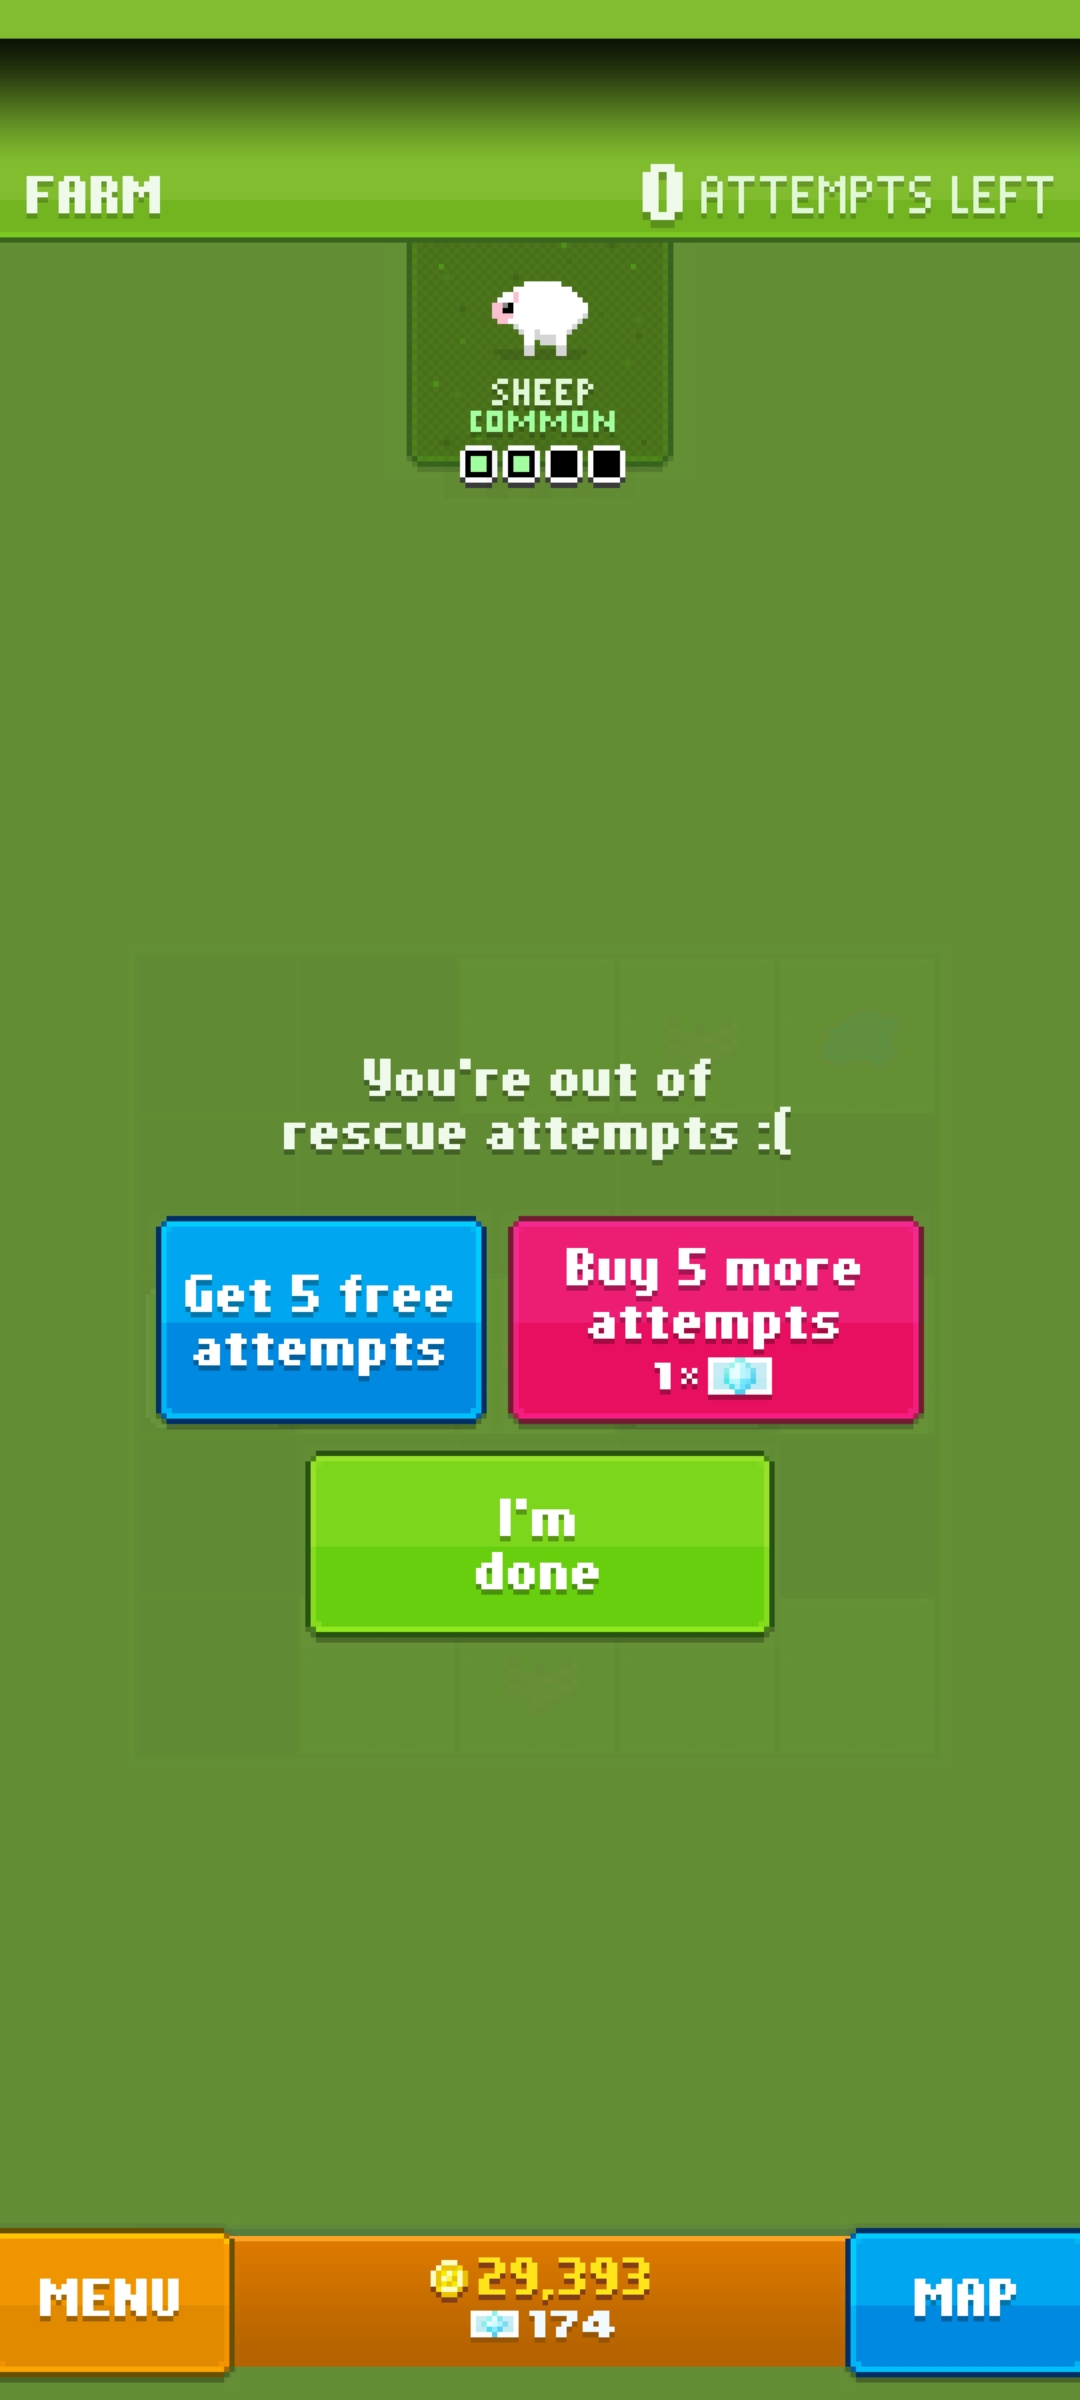 FARM
0 ATTEMPTS LEFT
SHEEP
COMMON
You're out of
rescue attempts :(
Get 5 free
attempts
Buy 5 more
attempts
1×
I'm
done
MENU
29,393
174
MAP